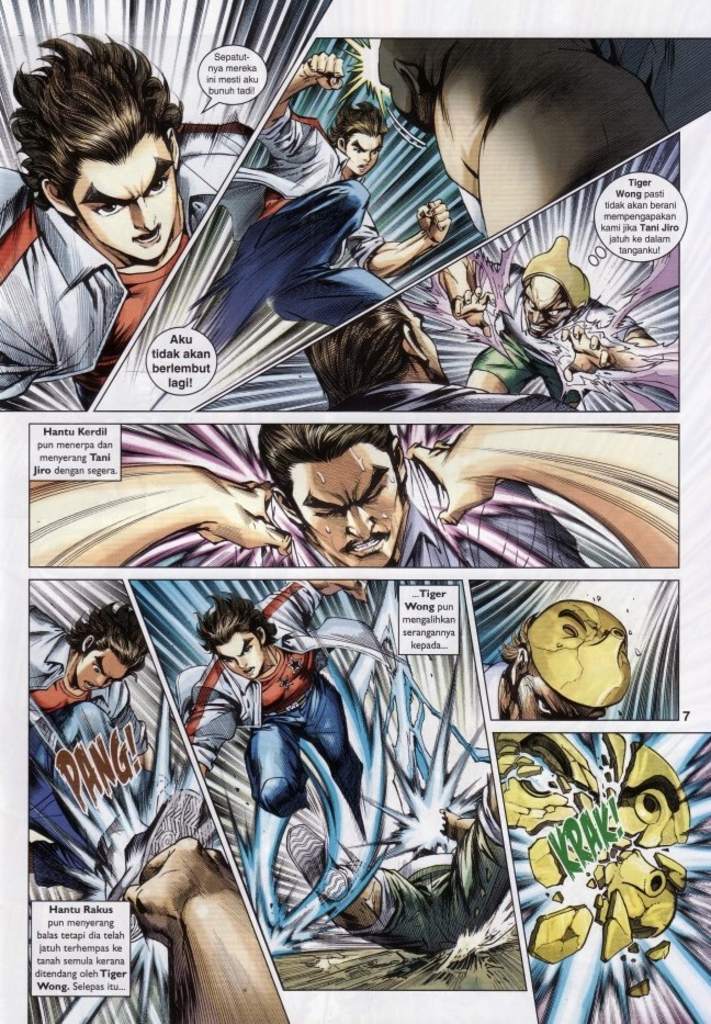 Sepatut-
nya mereka
ini mesti aku
bunuh tadi!
Aku
tidak akan
berlembut
lagi!
Tiger
Wong pasti
tidak akan berani
mempengapakan
kami jika Tani Jiro
jatuh ke dalam
tanganku!
Hantu Kerdil
pun menerpa dan
menyerang Tani
Jiro dengan segera.
DANG!
Hantu Rakus
pun menyerang
balas tetapi dia telah
jatuh terhempas ke
tanah semula kerana
ditendang oleh Tiger
Wong. Selepas itu...
...Tiger
Wong pun
mengalihkan
serangannya
kepada...
7
KRAK!